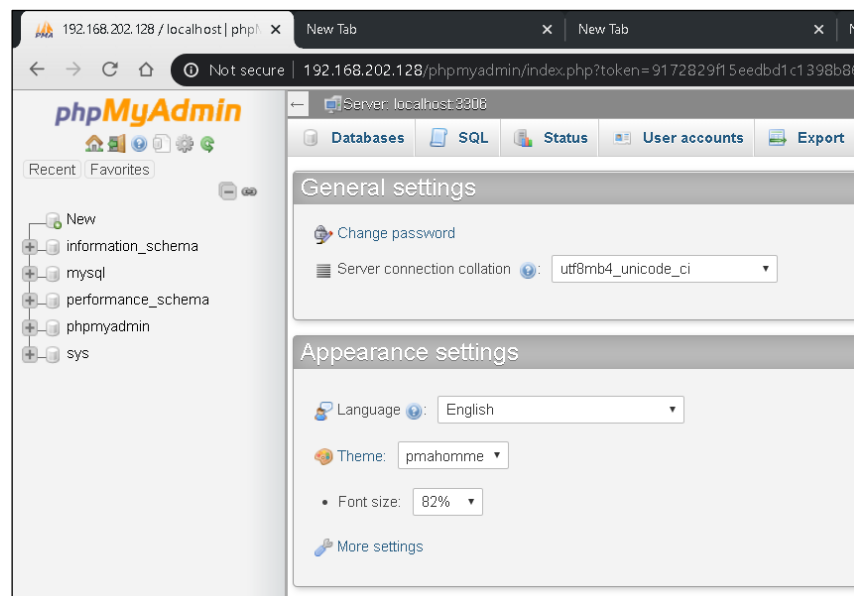 192.168.202.128 / localhost | php
New Tab
New Tab
Not secure | 192.168.202.128/phpmyadmin/index.php?token=9172829f15eedbd1c1398b8
phpMyAdmin
Recent Favorites
New
information_schema
mysql
performance_schema
phpmyadmin
sys
Server: localhost:3306
Databases SQL Status User accounts Export
General settings
Change password
Server connection collation : utf8mb4_unicode_ci
Appearance settings
Language : English
Theme: pmahomme
• Font size: 82%
More settings